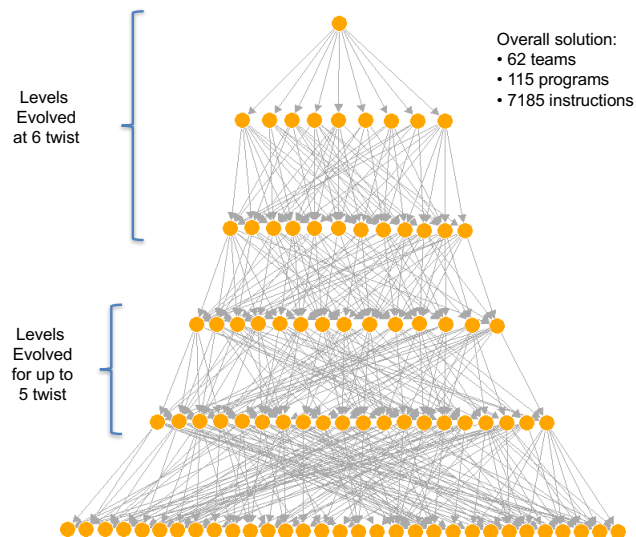 Overall solution:
• 62 teams
• 115 programs
• 7185 instructions
Levels
Evolved
at 6 twist
Levels
Evolved
for up to
5 twist